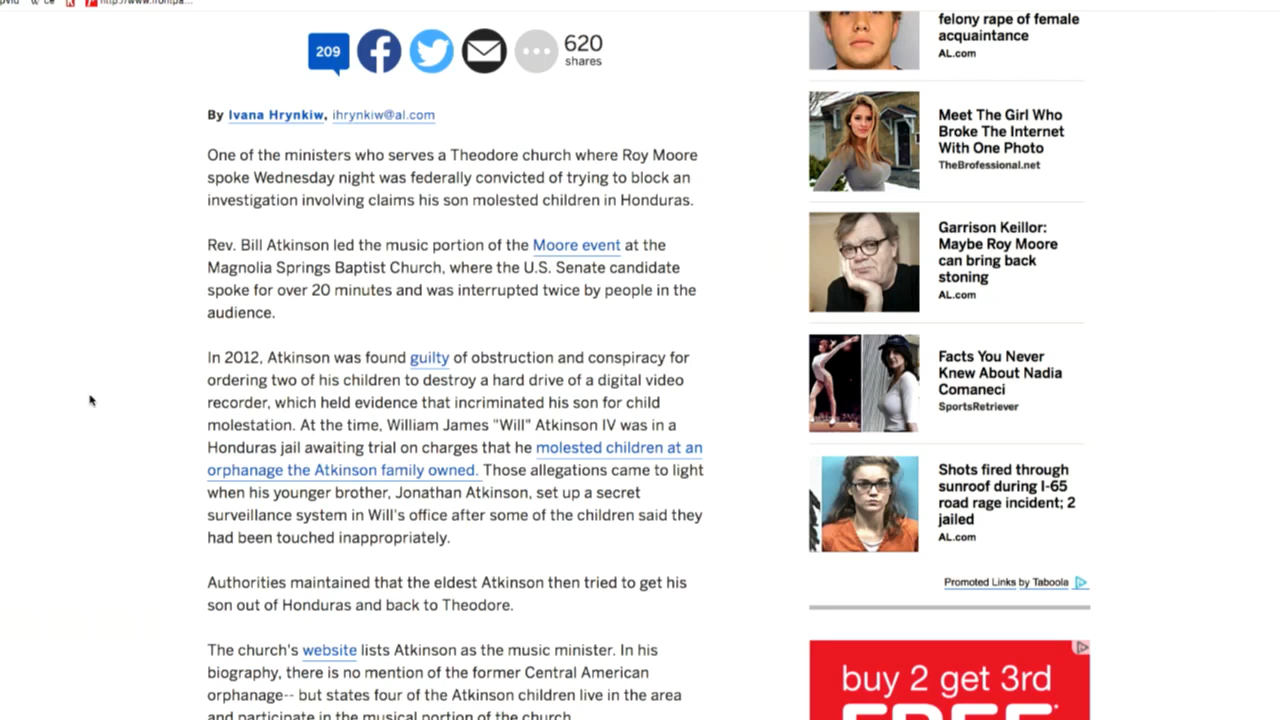 http://www.frontpa...
209
620
shares
By Ivana Hrynkiw, ihrynkiw@al.com
One of the ministers who serves a Theodore church where Roy Moore
spoke Wednesday night was federally convicted of trying to block an
investigation involving claims his son molested children in Honduras.
Rev. Bill Atkinson led the music portion of the Moore event at the
Magnolia Springs Baptist Church, where the U.S. Senate candidate
spoke for over 20 minutes and was interrupted twice by people in the
audience.
In 2012, Atkinson was found guilty of obstruction and conspiracy for
ordering two of his children to destroy a hard drive of a digital video
recorder, which held evidence that incriminated his son for child
molestation. At the time, William James "Will" Atkinson IV was in a
Honduras jail awaiting trial on charges that he molested children at an
orphanage the Atkinson family owned. Those allegations came to light
when his younger brother, Jonathan Atkinson, set up a secret
surveillance system in Will's office after some of the children said they
had been touched inappropriately.
Authorities maintained that the eldest Atkinson then tried to get his
son out of Honduras and back to Theodore.
The church's website lists Atkinson as the music minister. In his
biography, there is no mention of the former Central American
orphanage-- but states four of the Atkinson children live in the area
and participate in the musical portion of the church.
felony rape of female
acquaintance
AL.com
Meet The Girl Who
Broke The Internet
With One Photo
TheBrofessional.net
Garrison Keillor:
Maybe Roy Moore
can bring back
stoning
AL.com
Facts You Never
Knew About Nadia
Comaneci
SportsRetriever
Shots fired through
sunroof during I-65
road rage incident; 2
jailed
AL.com
Promoted Links by Taboola
buy 2 get 3rd
FREE*